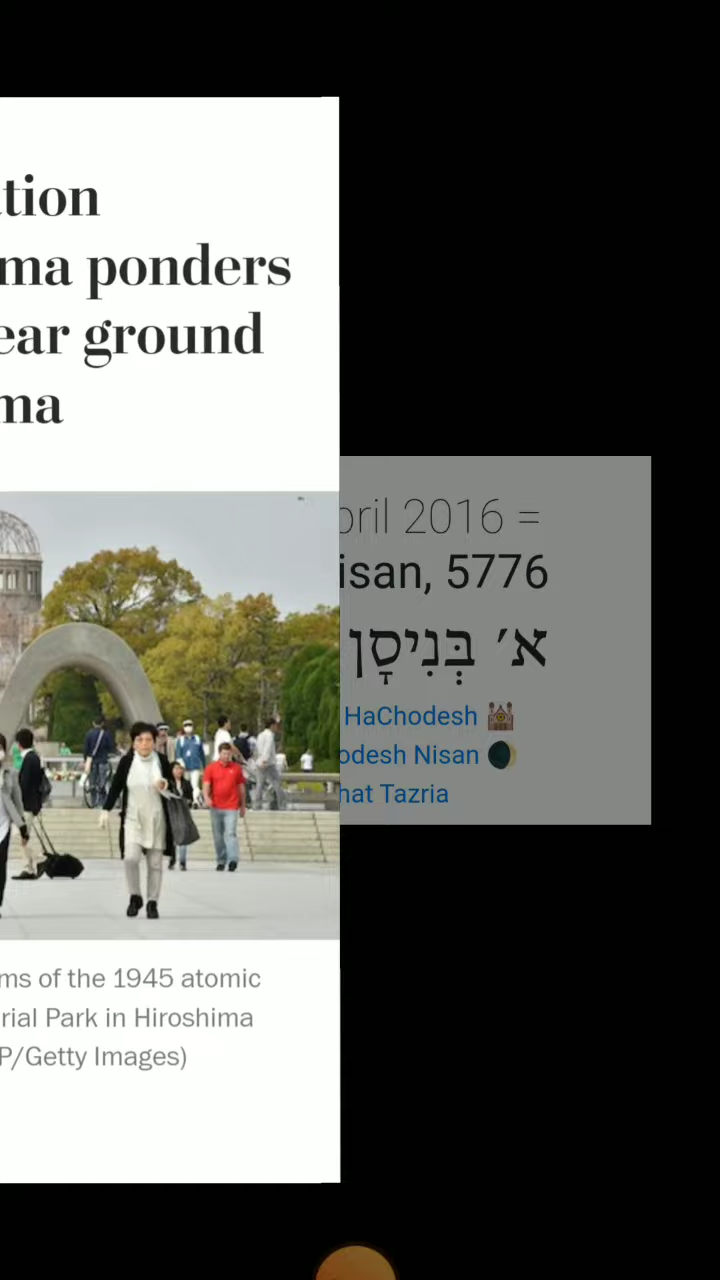 tion
ma ponders
ear ground
ma
ms of the 1945 atomic
rial Park in Hiroshima
P/Getty Images)
pril 2016 =
isan, 5776
א׳ בְּנִיסָן
HaChodesh
odesh Nisan
hat Tazria